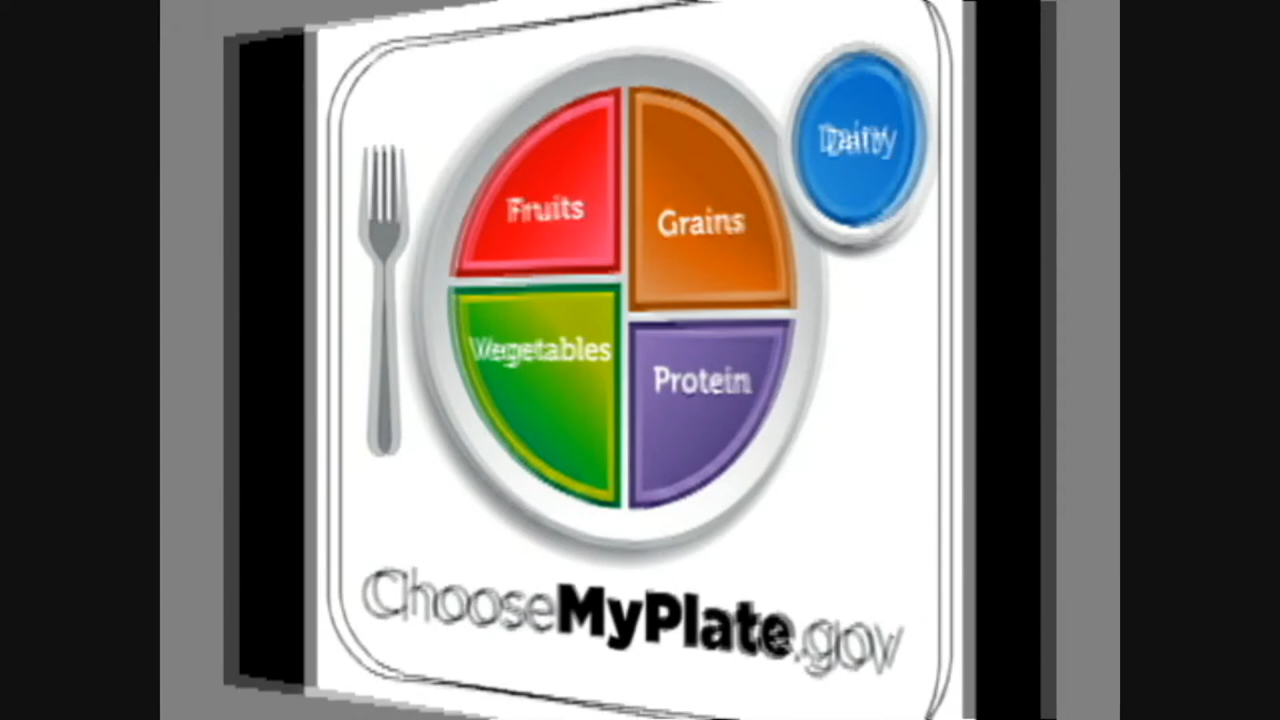 Dairy
Fruits
Grains
Vegetables
Protein
ChooseMyPlate.gov